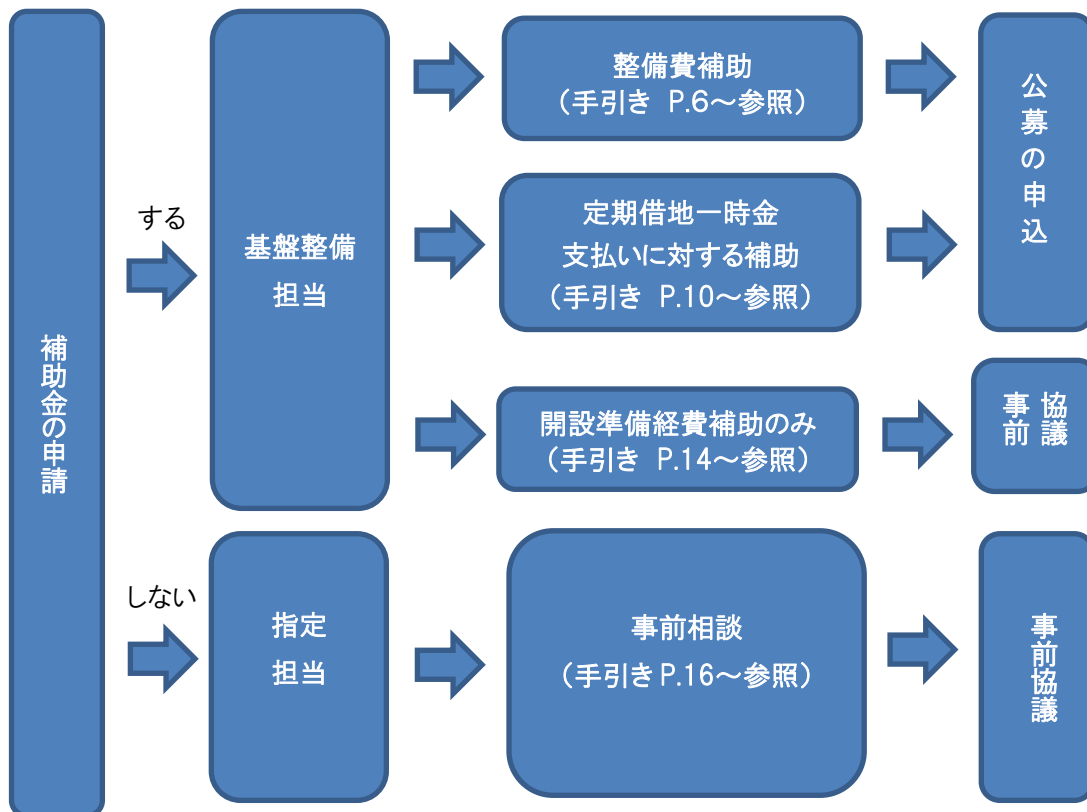 補助金の申請
する
基盤整備
担当
整備費補助
（手引き P.6～参照）
定期借地一時金
支払いに対する補助
（手引き P.10～参照）
公募の申込
開設準備経費補助のみ
（手引き P.14～参照）
事前
協議
しない
指定
担当
事前相談
（手引きP.16～参照）
事前協議